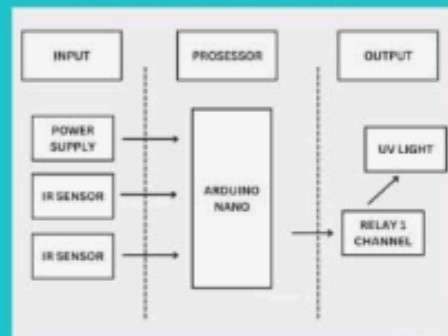 INPUT
PROSESSOR
OUTPUT
POWER
SUPPLY
IR SENSOR
IR SENSOR
ARDUINO
NANO
UV LIGHT
RELAY 1
CHANNEL